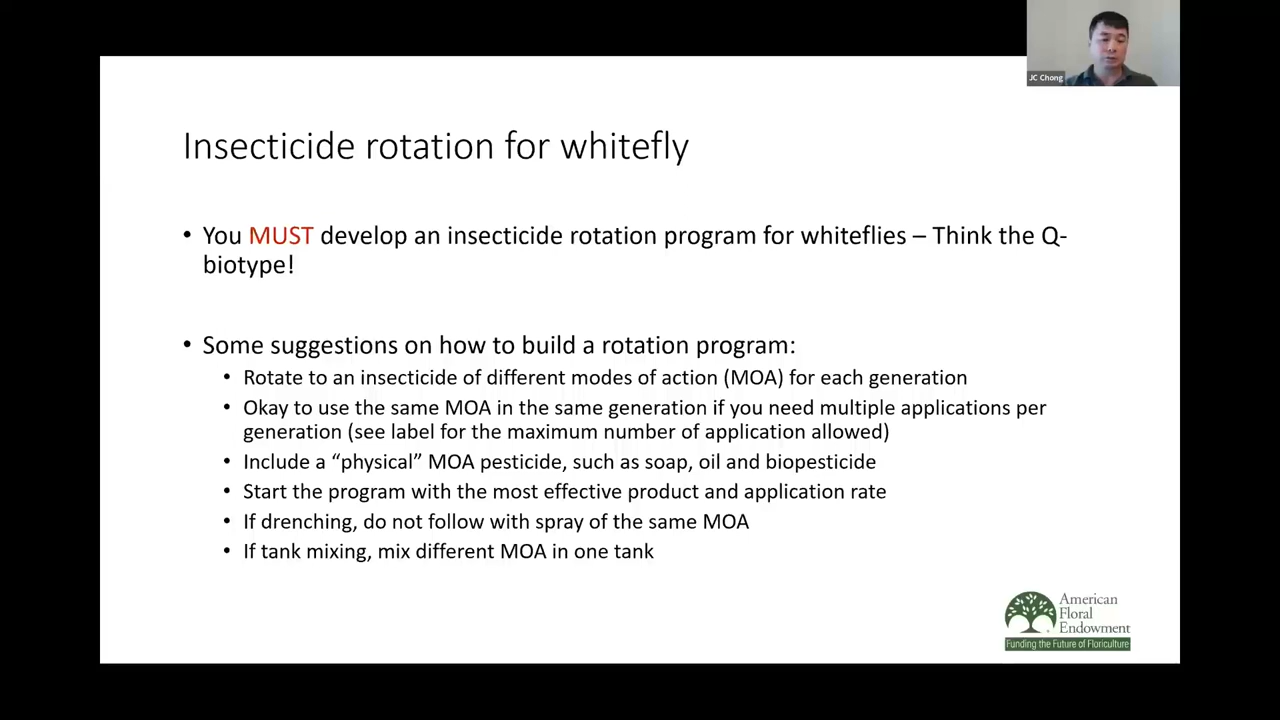 JC Chong
Insecticide rotation for whitefly
• You MUST develop an insecticide rotation program for whiteflies – Think the Q-
biotype!
• Some suggestions on how to build a rotation program:
• Rotate to an insecticide of different modes of action (MOA) for each generation
• Okay to use the same MOA in the same generation if you need multiple applications per
generation (see label for the maximum number of application allowed)
• Include a “physical” MOA pesticide, such as soap, oil and biopesticide
• Start the program with the most effective product and application rate
• If drenching, do not follow with spray of the same MOA
• If tank mixing, mix different MOA in one tank
American
Floral
Endowment
Funding the Future of Floriculture